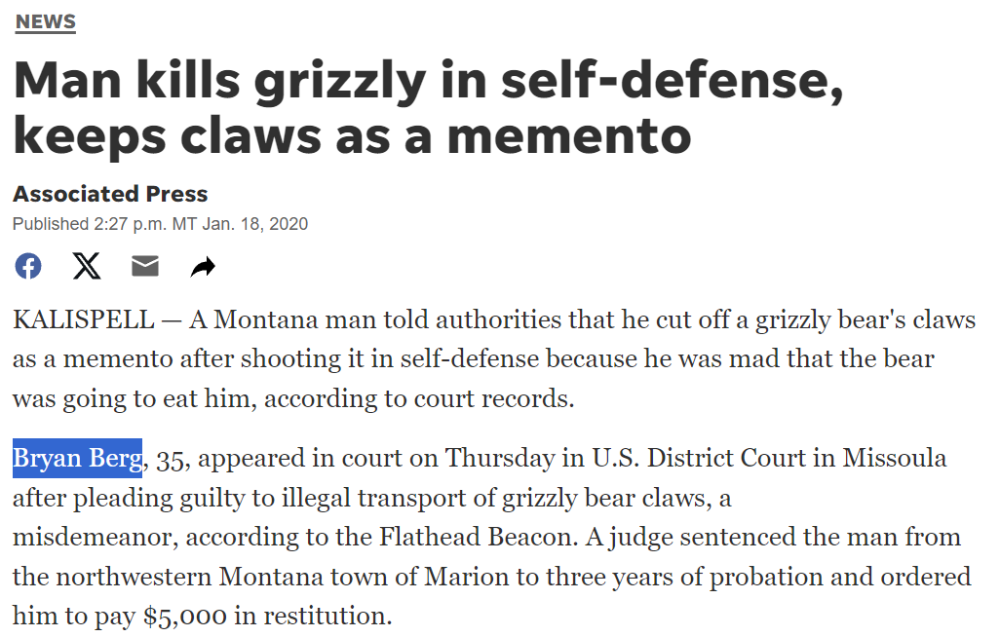 NEWS
Man kills grizzly in self-defense,
keeps claws as a memento
Associated Press
Published 2:27 p.m. MT Jan. 18, 2020
KALISPELL — A Montana man told authorities that he cut off a grizzly bear's claws
as a memento after shooting it in self-defense because he was mad that the bear
was going to eat him, according to court records.
Bryan Berg, 35, appeared in court on Thursday in U.S. District Court in Missoula
after pleading guilty to illegal transport of grizzly bear claws, a
misdemeanor, according to the Flathead Beacon. A judge sentenced the man from
the northwestern Montana town of Marion to three years of probation and ordered
him to pay $5,000 in restitution.